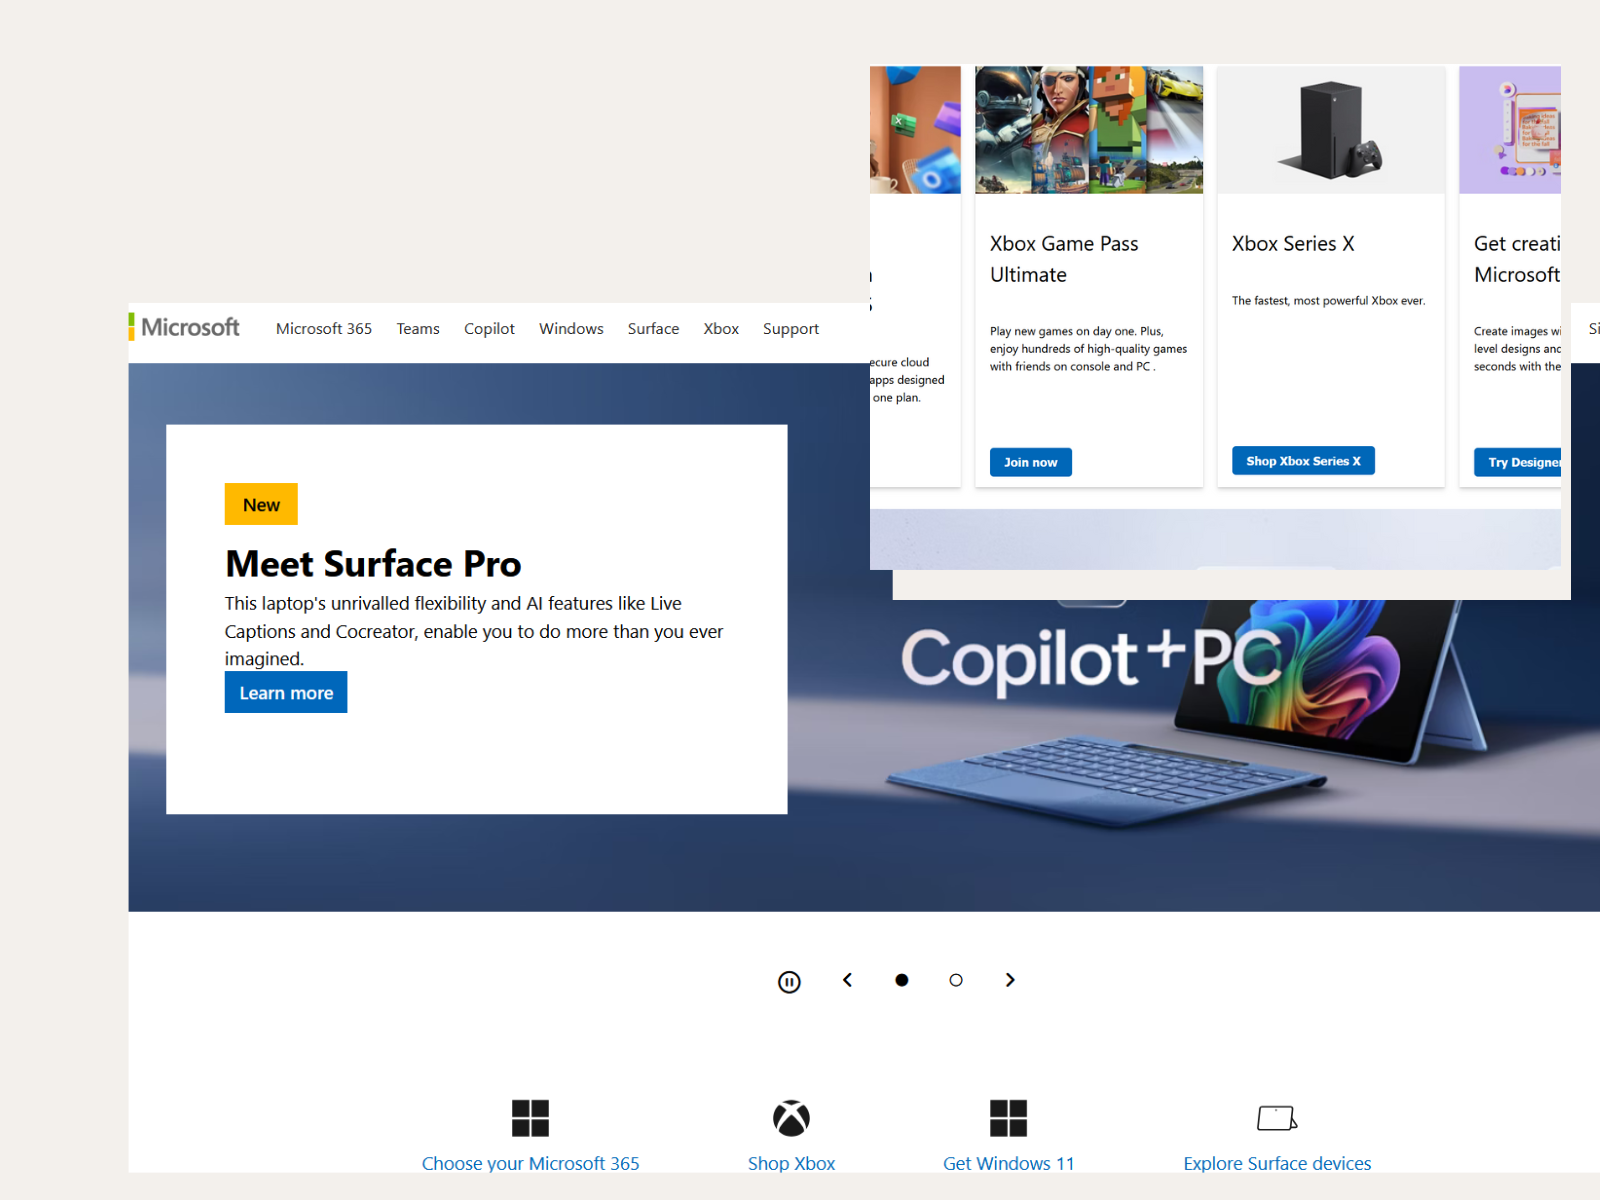 Xbox Game Pass
Ultimate
Play new games on day one. Plus,
enjoy hundreds of high-quality games
with friends on console and PC .
Join now
Xbox Series X
The fastest, most powerful Xbox ever.
Shop Xbox Series X
Get creati
Microsoft
Create images wi
level designs and
seconds with the
Try Designer
ecure cloud
apps designed
one plan.
Microsoft
Microsoft 365
Teams
Copilot
Windows
Surface
Xbox
Support
Si
New
Meet Surface Pro
This laptop's unrivalled flexibility and AI features like Live
Captions and Cocreator, enable you to do more than you ever
imagined.
Learn more
Copilot+PC
Choose your Microsoft 365
Shop Xbox
Get Windows 11
Explore Surface devices